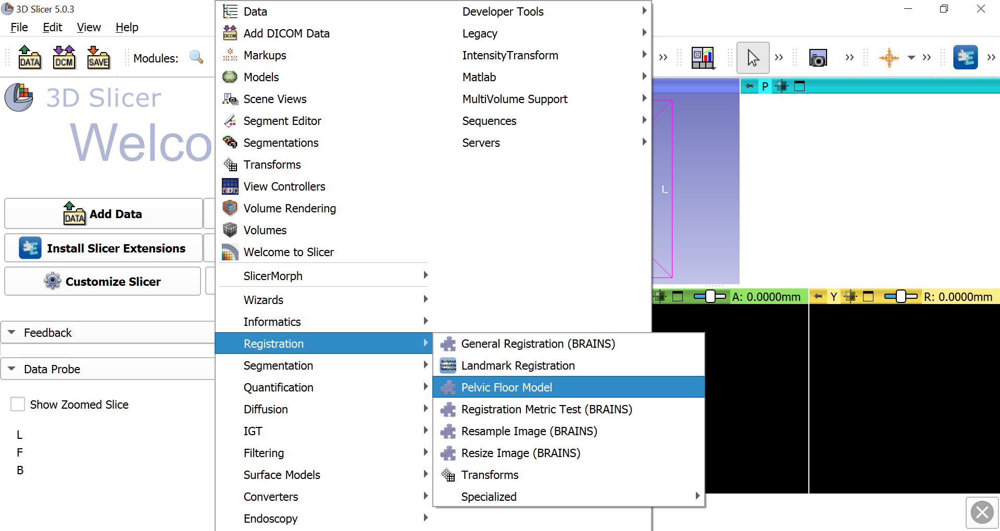 3D Slicer 5.0.3
File Edit View Help
DATA DCM SAVE Modules:
3D Slicer
Welco
DATA Add Data
Install Slicer Extensions
Customize Slicer
Feedback
Data Probe
Show Zoomed Slice
L
F
B
Data
DICOM Add DICOM Data
Markups
Models
Scene Views
Segment Editor
Segmentations
Transforms
View Controllers
Volume Rendering
Volumes
Welcome to Slicer
SlicerMorph
Wizards
Informatics
Registration
Segmentation
Quantification
Diffusion
IGT
Filtering
Surface Models
Converters
Endoscopy
Developer Tools
Legacy
IntensityTransform
Matlab
MultiVolume Support
Sequences
Servers
General Registration (BRAINS)
Scripted Loadable Template Landmark Registration
Pelvic Floor Model
Registration Metric Test (BRAINS)
Resample Image (BRAINS)
Resize Image (BRAINS)
Transforms
Specialized
P
L
A: 0.0000mm
Y R: 0.0000mm